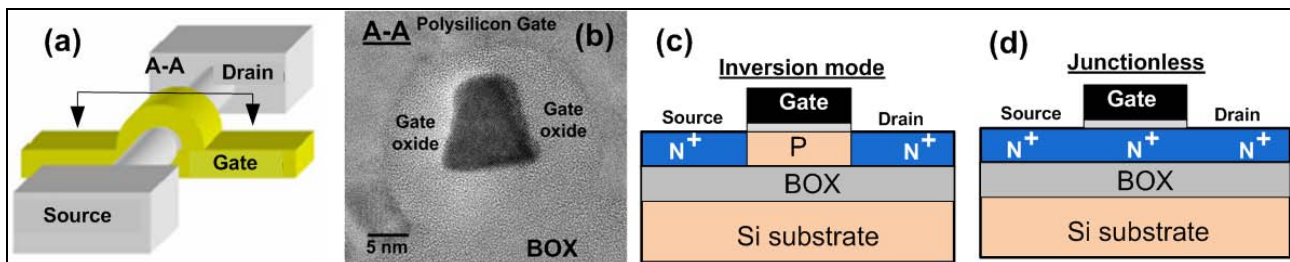 (a)
A-A
Drain
Gate
Source
A-A Polysilicon Gate
(b)
Gate
oxide
Gate
oxide
5 nm
BOX
(c)
Inversion mode
Source
Gate
Drain
N+
P
N+
BOX
Si substrate
(d)
Junctionless
Source
Gate
Drain
N+
N+
N+
BOX
Si substrate